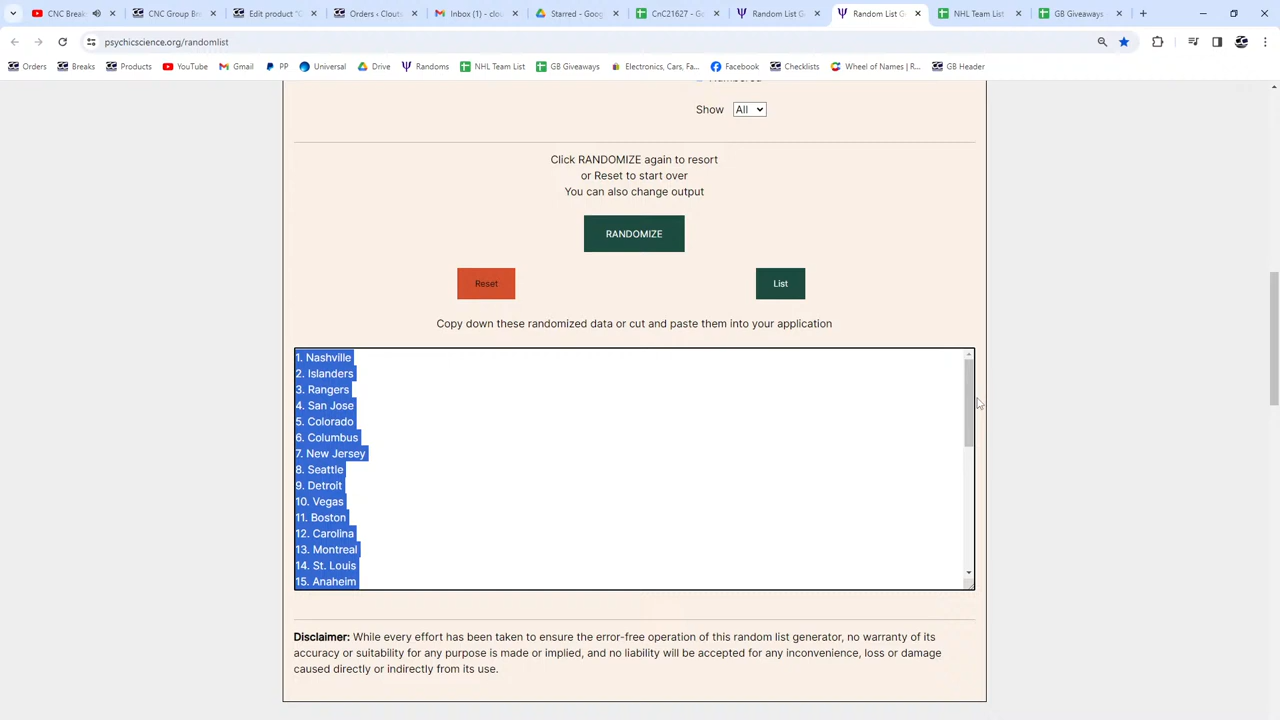 CNC Break
CNC Group Bre
Edit product "C
Orders ‹ Clouts
Inbox (1) - clou
Starred - Goog
CnC21627 - Go
Random List G
Random List G
NHL Team List
GB Giveaways
psychicscience.org/randomlist
Orders
Breaks
Products
YouTube
Gmail
PP
Universal
Drive
Randoms
NHL Team List
GB Giveaways
Electronics, Cars, Fa...
Facebook
Checklists
Wheel of Names | R...
GB Header
Numbered
Show All
Click RANDOMIZE again to resort
or Reset to start over
You can also change output
RANDOMIZE
Reset
List
Copy down these randomized data or cut and paste them into your application
1. Nashville
2. Islanders
3. Rangers
4. San Jose
5. Colorado
6. Columbus
7. New Jersey
8. Seattle
9. Detroit
10. Vegas
11. Boston
12. Carolina
13. Montreal
14. St. Louis
15. Anaheim
Disclaimer: While every effort has been taken to ensure the error-free operation of this random list generator, no warranty of its
accuracy or suitability for any purpose is made or implied, and no liability will be accepted for any inconvenience, loss or damage
caused directly or indirectly from its use.